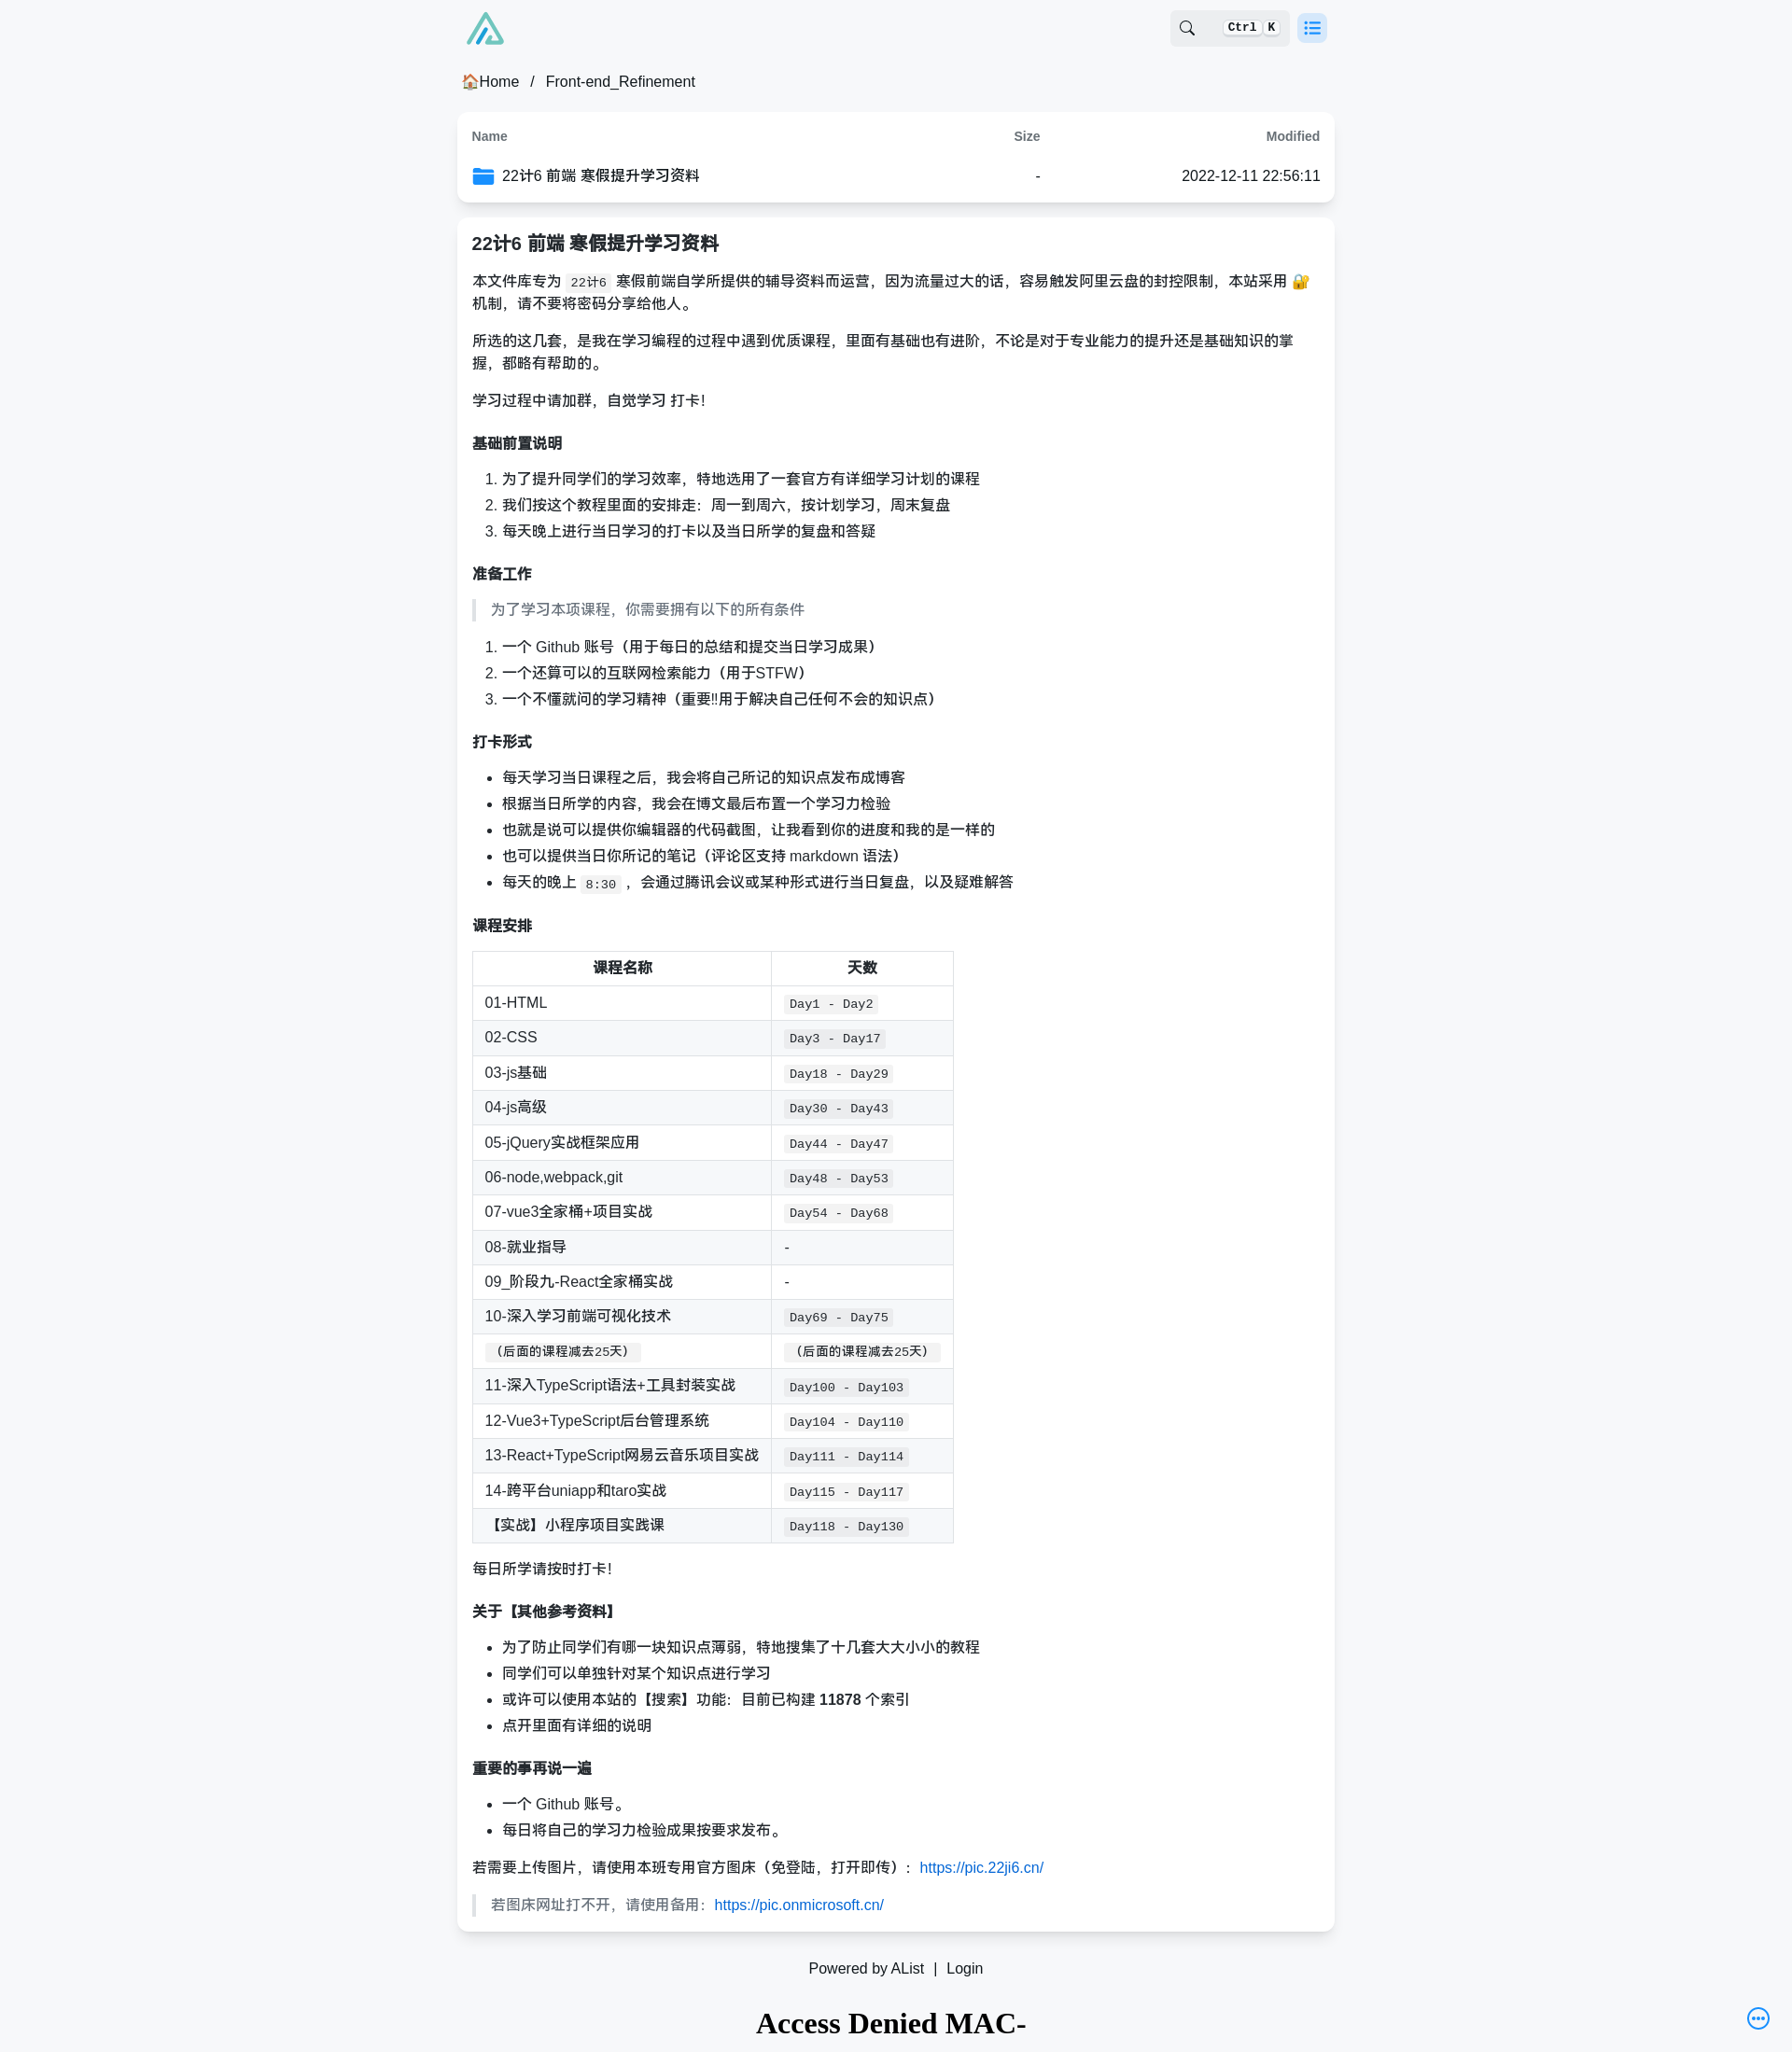 Ctrl K
🏠Home / Front-end_Refinement
Name Size Modified
22计6 前端 寒假提升学习资料 - 2022-12-11 22:56:11
22计6 前端 寒假提升学习资料
本文件库专为 22计6 寒假前端自学所提供的辅导资料而运营，因为流量过大的话，容易触发阿里云盘的封控限制，本站采用 🔐
机制，请不要将密码分享给他人。
所选的这几套，是我在学习编程的过程中遇到优质课程，里面有基础也有进阶，不论是对于专业能力的提升还是基础知识的掌
握，都略有帮助的。
学习过程中请加群，自觉学习 打卡！
基础前置说明
1. 为了提升同学们的学习效率，特地选用了一套官方有详细学习计划的课程
2. 我们按这个教程里面的安排走：周一到周六，按计划学习，周末复盘
3. 每天晚上进行当日学习的打卡以及当日所学的复盘和答疑
准备工作
为了学习本项课程，你需要拥有以下的所有条件
1. 一个 Github 账号（用于每日的总结和提交当日学习成果）
2. 一个还算可以的互联网检索能力（用于STFW）
3. 一个不懂就问的学习精神（重要!!用于解决自己任何不会的知识点）
打卡形式
• 每天学习当日课程之后，我会将自己所记的知识点发布成博客
• 根据当日所学的内容，我会在博文最后布置一个学习力检验
• 也就是说可以提供你编辑器的代码截图，让我看到你的进度和我的是一样的
• 也可以提供当日你所记的笔记（评论区支持 markdown 语法）
• 每天的晚上 8:30 ，会通过腾讯会议或某种形式进行当日复盘，以及疑难解答
课程安排
课程名称 天数
01-HTML Day1 - Day2
02-CSS Day3 - Day17
03-js基础 Day18 - Day29
04-js高级 Day30 - Day43
05-jQuery实战框架应用 Day44 - Day47
06-node,webpack,git Day48 - Day53
07-vue3全家桶+项目实战 Day54 - Day68
08-就业指导 -
09_阶段九-React全家桶实战 -
10-深入学习前端可视化技术 Day69 - Day75
（后面的课程减去25天） （后面的课程减去25天）
11-深入TypeScript语法+工具封装实战 Day100 - Day103
12-Vue3+TypeScript后台管理系统 Day104 - Day110
13-React+TypeScript网易云音乐项目实战 Day111 - Day114
14-跨平台uniapp和taro实战 Day115 - Day117
【实战】小程序项目实践课 Day118 - Day130
每日所学请按时打卡！
关于【其他参考资料】
• 为了防止同学们有哪一块知识点薄弱，特地搜集了十几套大大小小的教程
• 同学们可以单独针对某个知识点进行学习
• 或许可以使用本站的【搜索】功能：目前已构建 11878 个索引
• 点开里面有详细的说明
重要的事再说一遍
• 一个 Github 账号。
• 每日将自己的学习力检验成果按要求发布。
若需要上传图片，请使用本班专用官方图床（免登陆，打开即传）：https://pic.22ji6.cn/
若图床网址打不开，请使用备用：https://pic.onmicrosoft.cn/
Powered by AList | Login
Access Denied MAC-